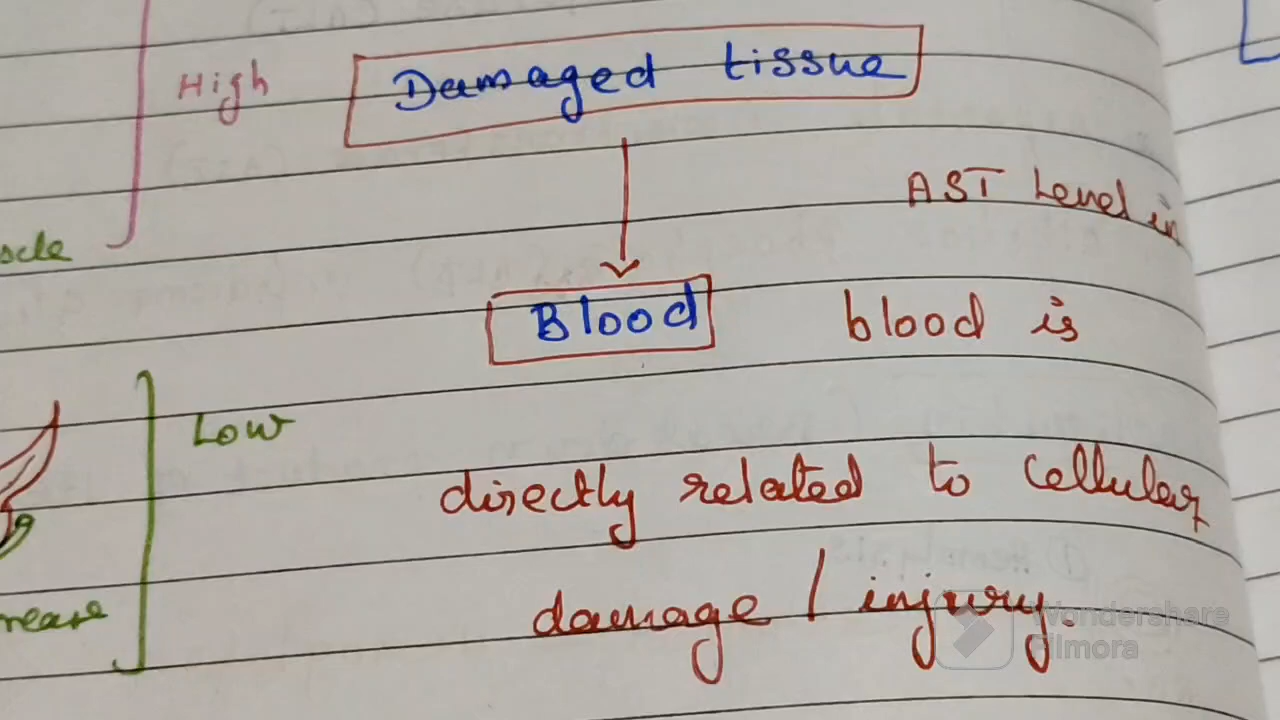 High
Damaged tissue
AST Level in
Blood
blood is
Low
directly related to cellular
damage / injury.
Wondershare
Filmora